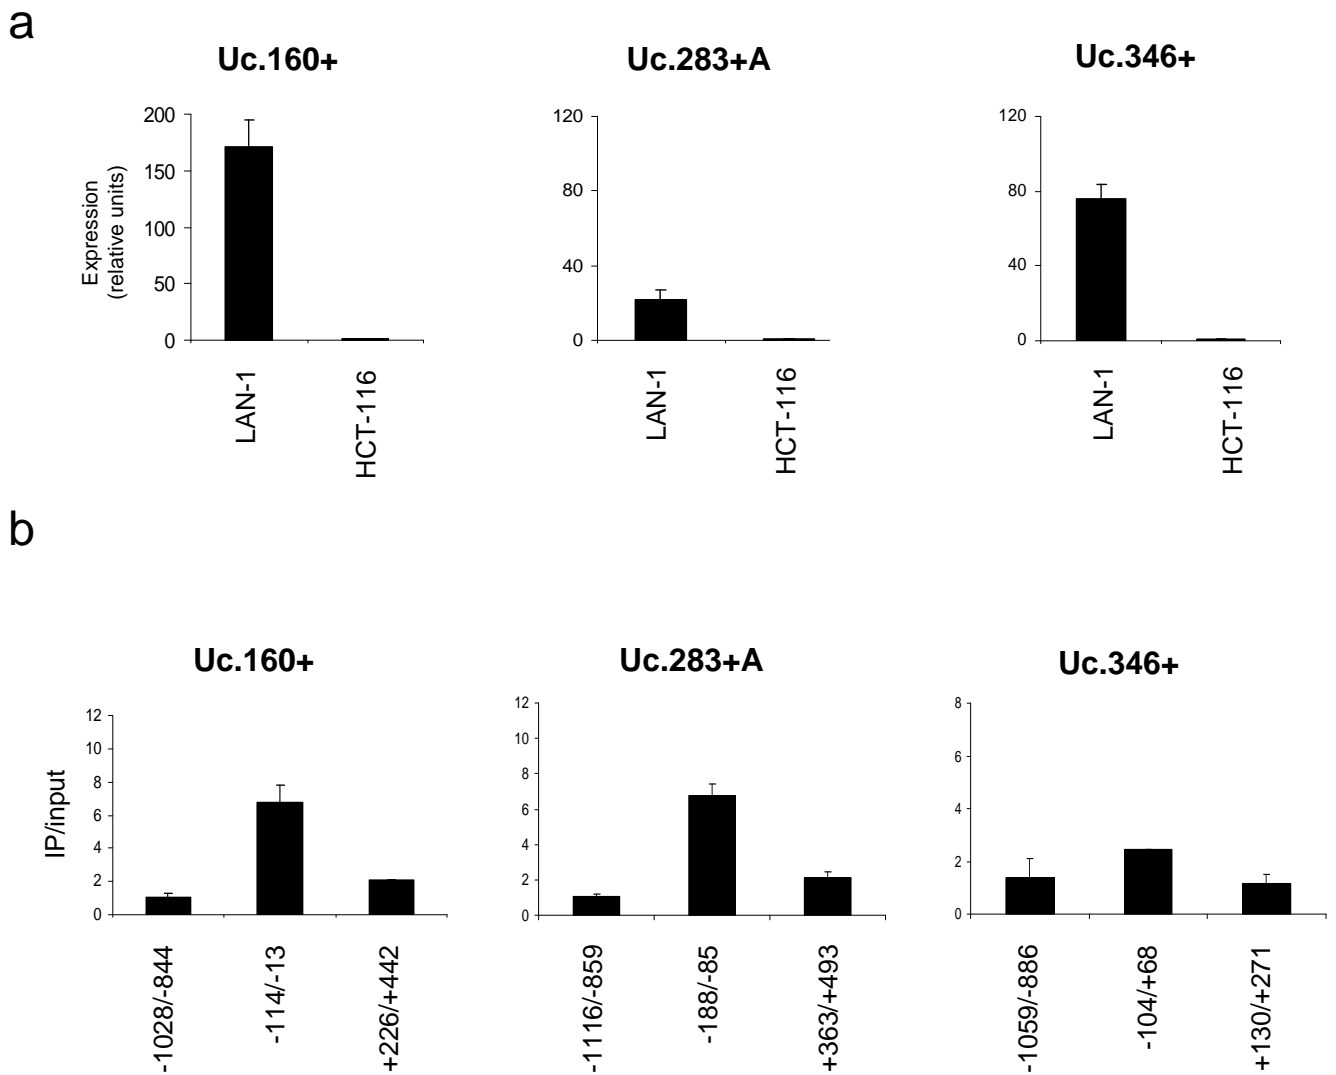 a
Uc.160+
Uc.283+A
Uc.346+
Expression
(relative units)
200
150
100
50
0
120
80
40
0
120
80
40
0
LAN-1
HCT-116
LAN-1
HCT-116
LAN-1
HCT-116
b
Uc.160+
Uc.283+A
Uc.346+
IP/input
12
10
8
6
4
2
0
12
10
8
6
4
2
0
8
6
4
2
0
-1028/-844
-114/-13
+226/+442
-1116/-859
-188/-85
+363/+493
-1059/-886
-104/+68
+130/+271